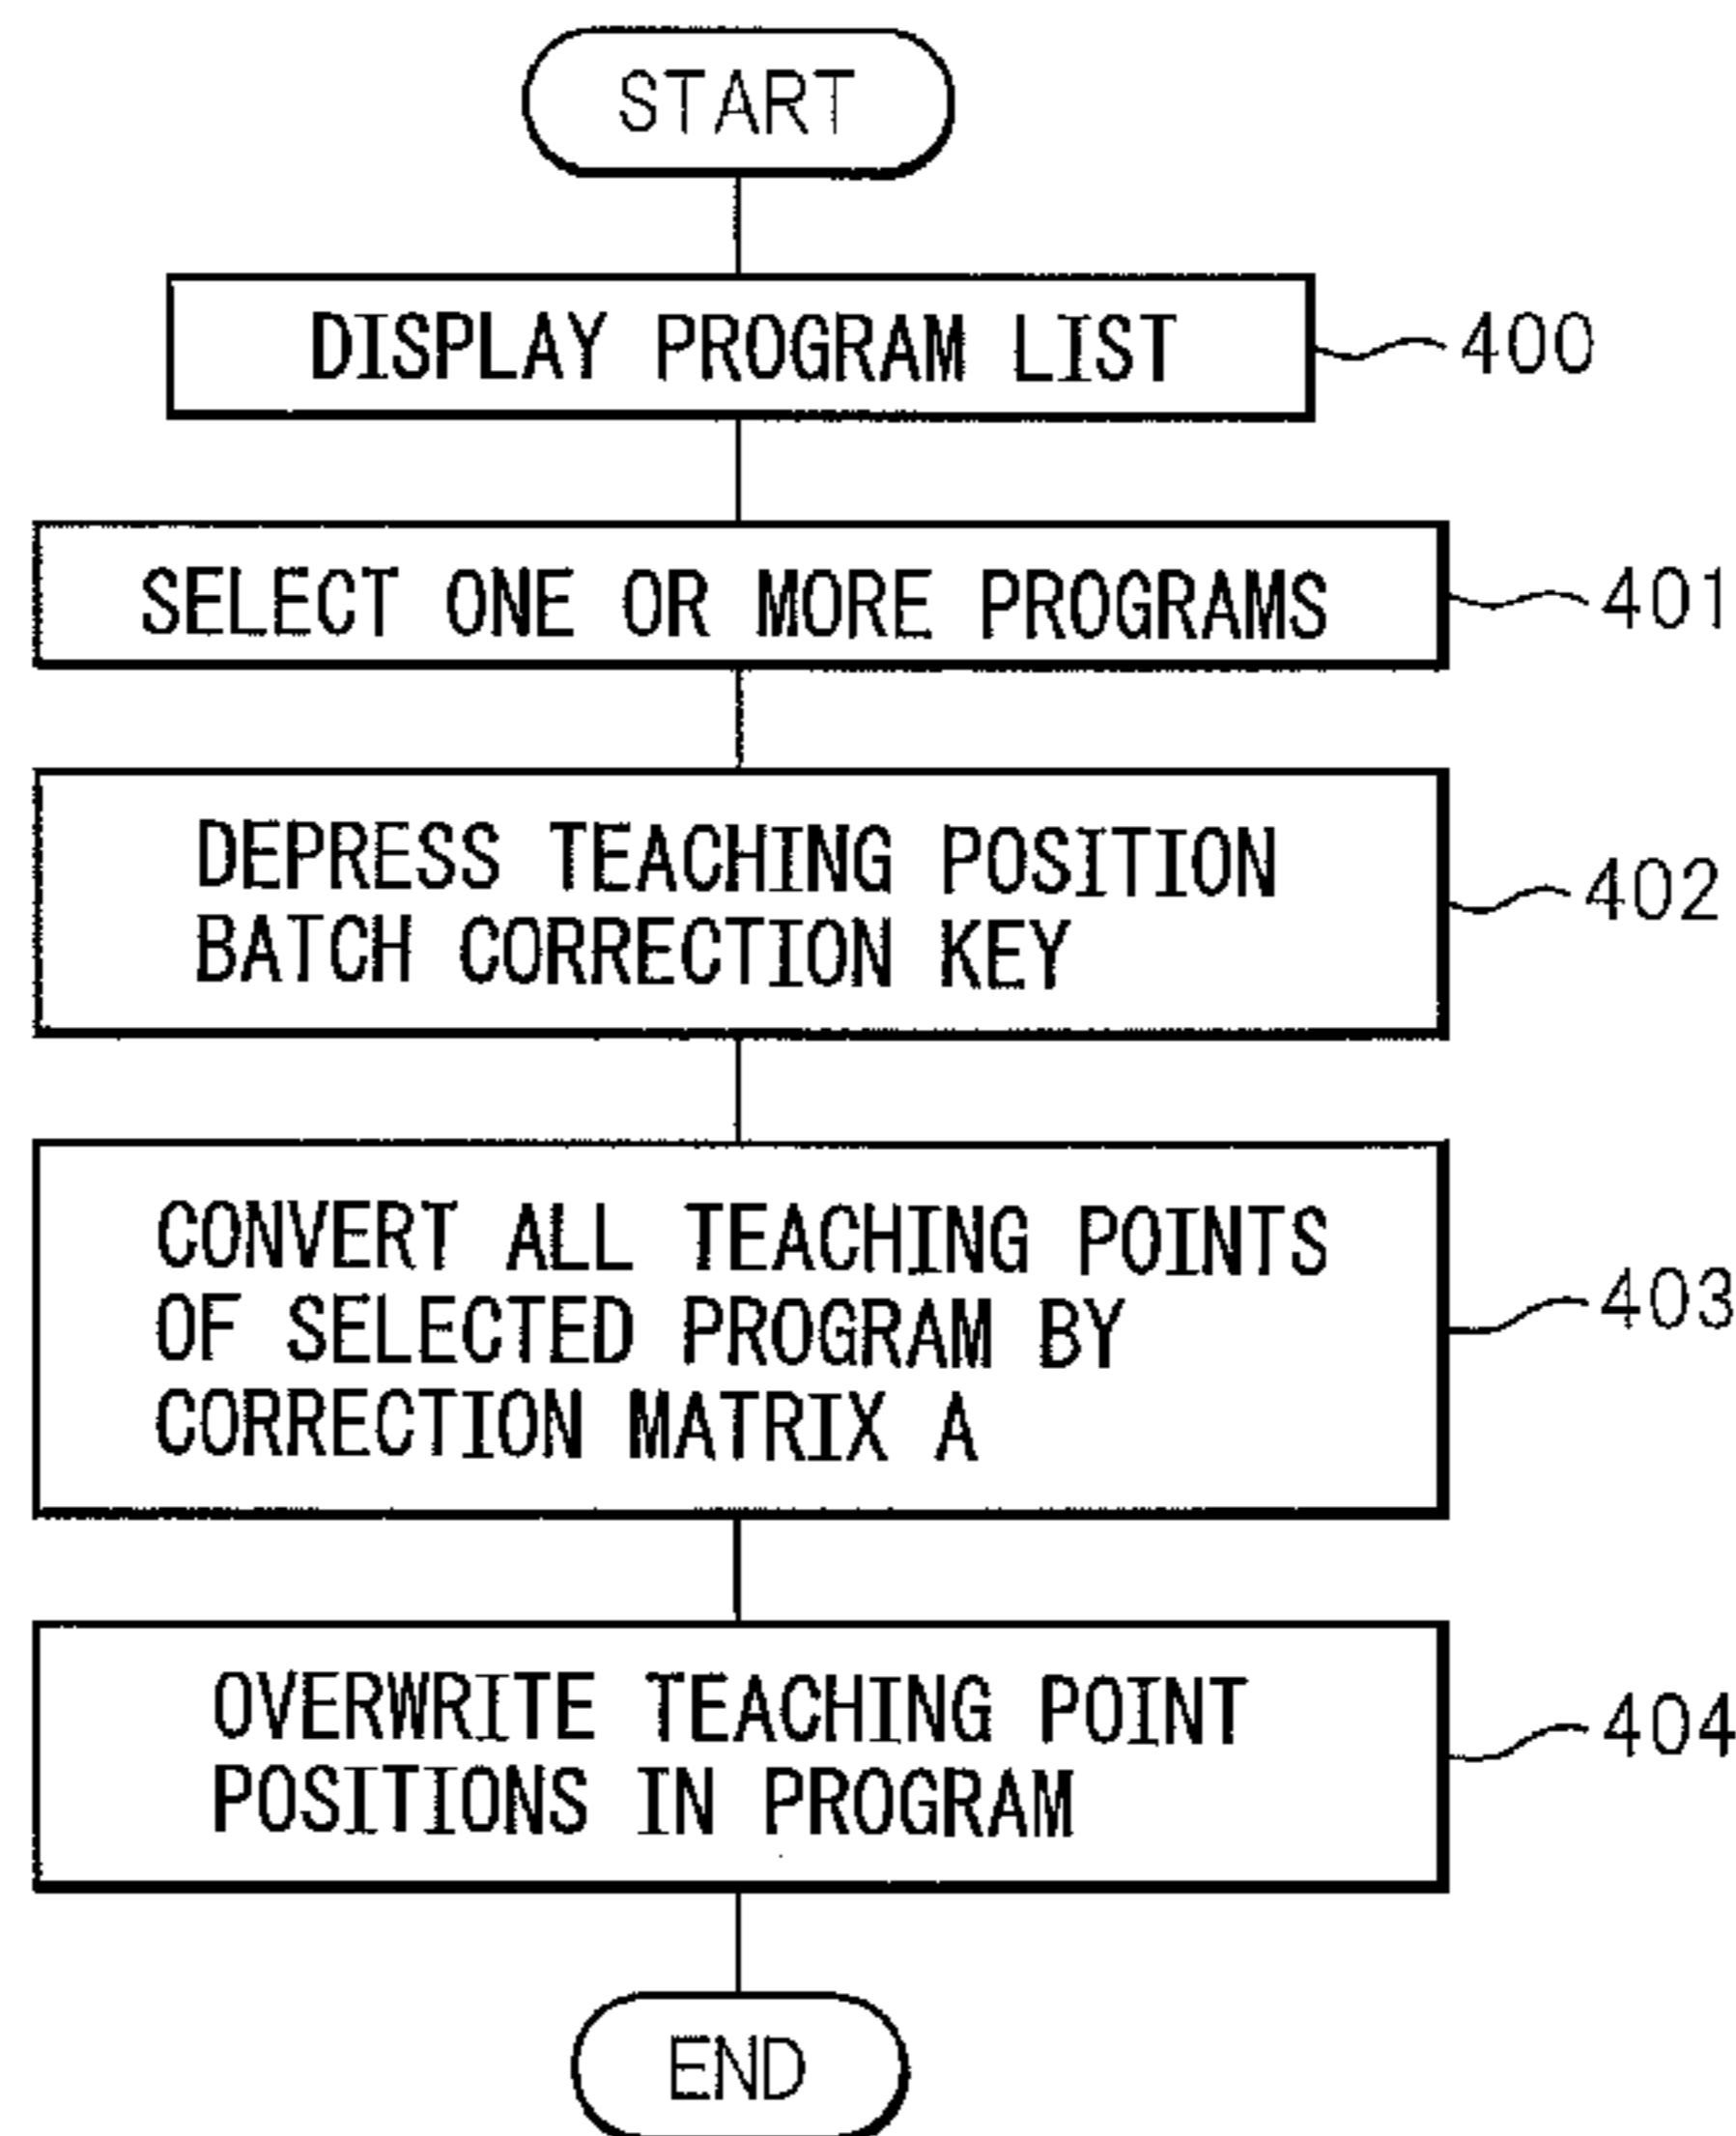 START
DISPLAY PROGRAM LIST
400
SELECT ONE OR MORE PROGRAMS
401
DEPRESS TEACHING POSITION
BATCH CORRECTION KEY
402
CONVERT ALL TEACHING POINTS
OF SELECTED PROGRAM BY
CORRECTION MATRIX A
403
OVERWRITE TEACHING POINT
POSITIONS IN PROGRAM
404
END